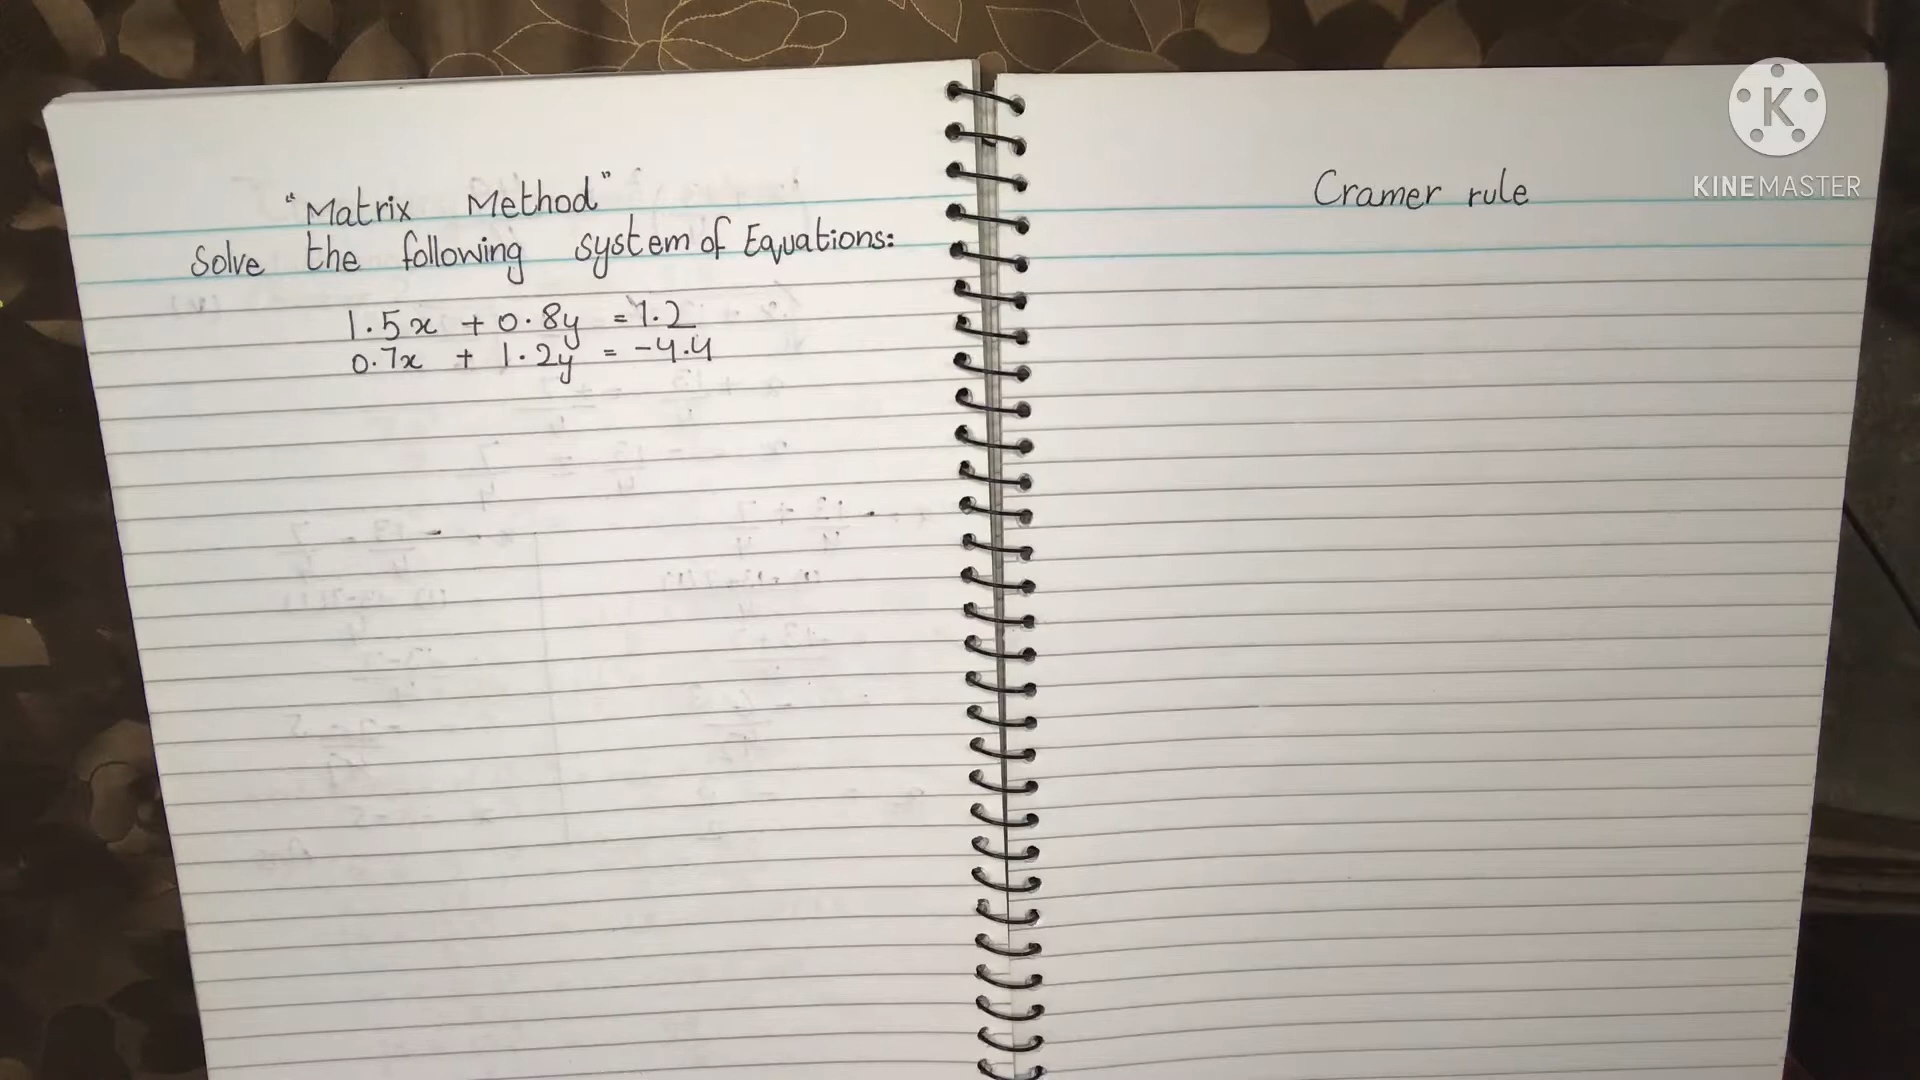 "Matrix Method"
Solve the following system of Equations:
1.5x + 0.8y = 1.2
0.7x + 1.2y = -4.4
Cramer rule
K
KINEMASTER